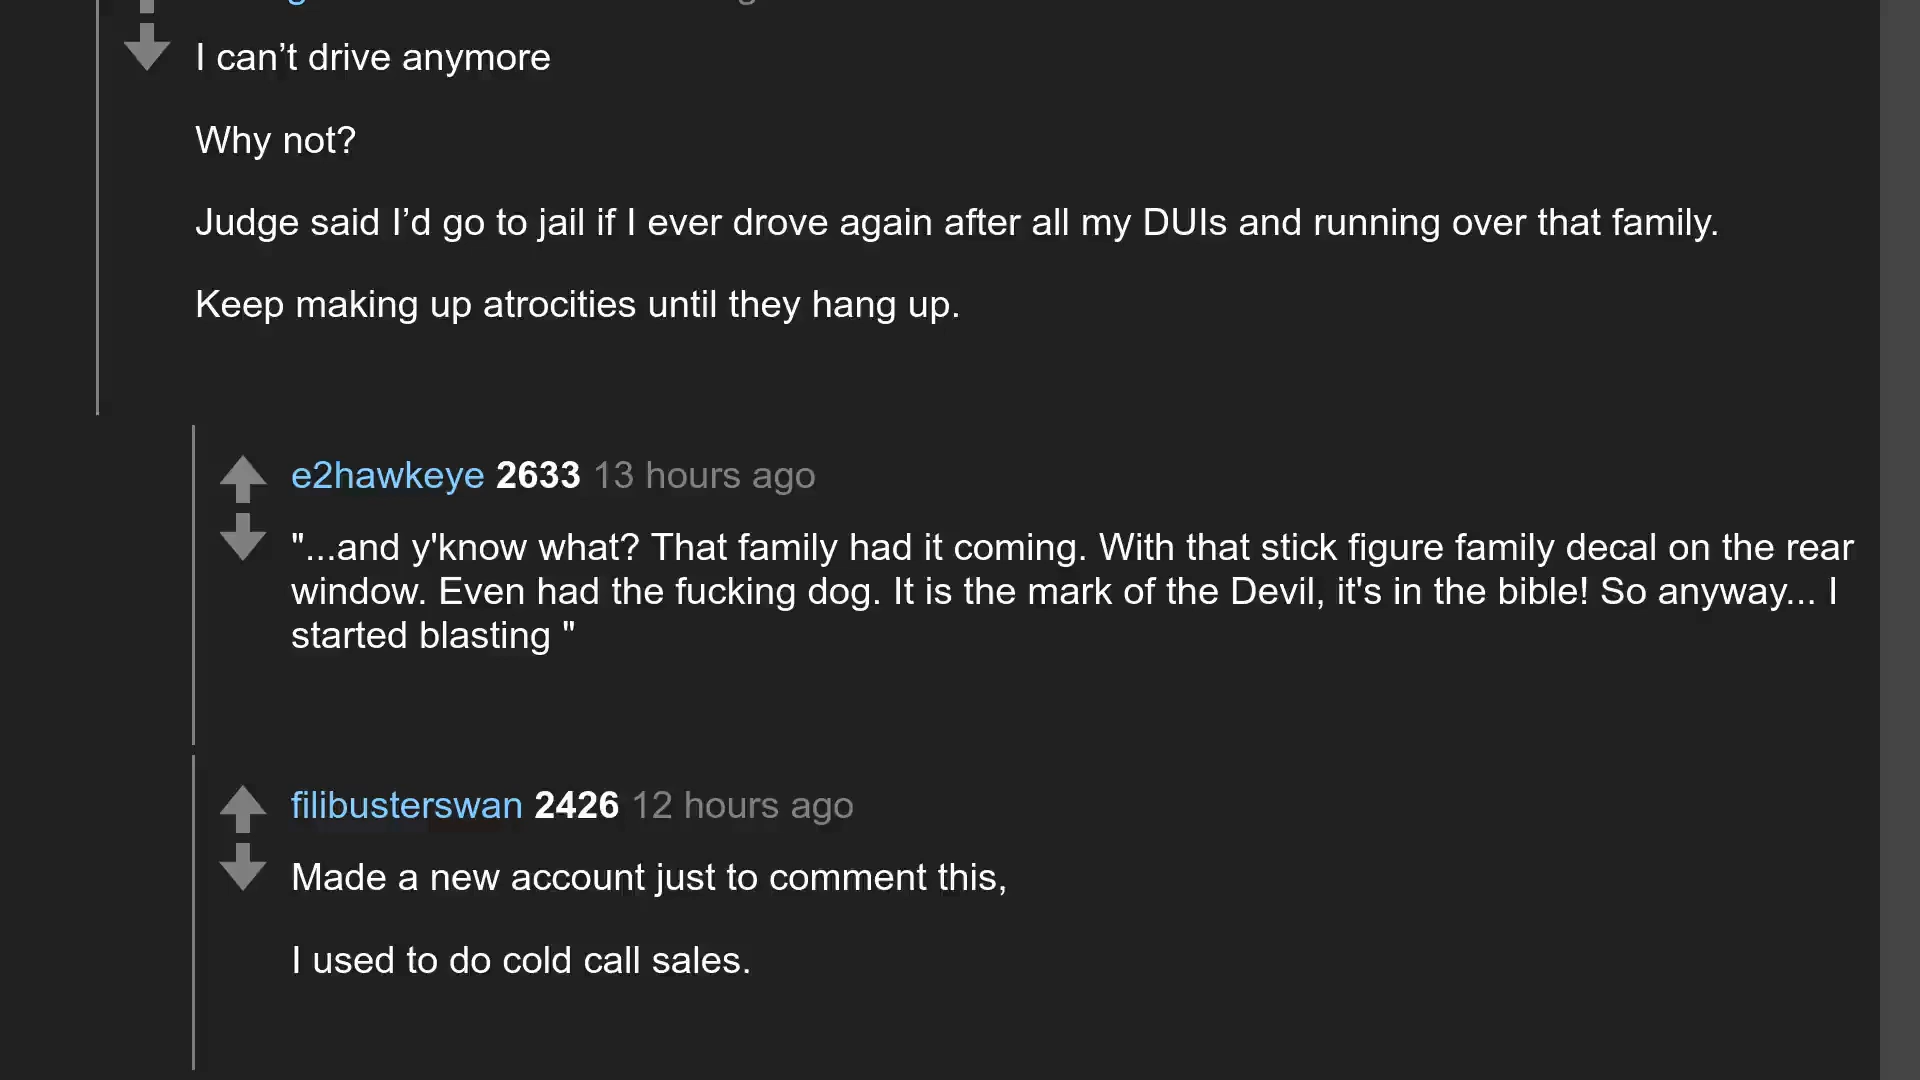 I can’t drive anymore
Why not?
Judge said I’d go to jail if I ever drove again after all my DUIs and running over that family.
Keep making up atrocities until they hang up.
e2hawkeye 2633 13 hours ago
"...and y'know what? That family had it coming. With that stick figure family decal on the rear
window. Even had the fucking dog. It is the mark of the Devil, it's in the bible! So anyway... I
started blasting "
filibusterswan 2426 12 hours ago
Made a new account just to comment this,
I used to do cold call sales.